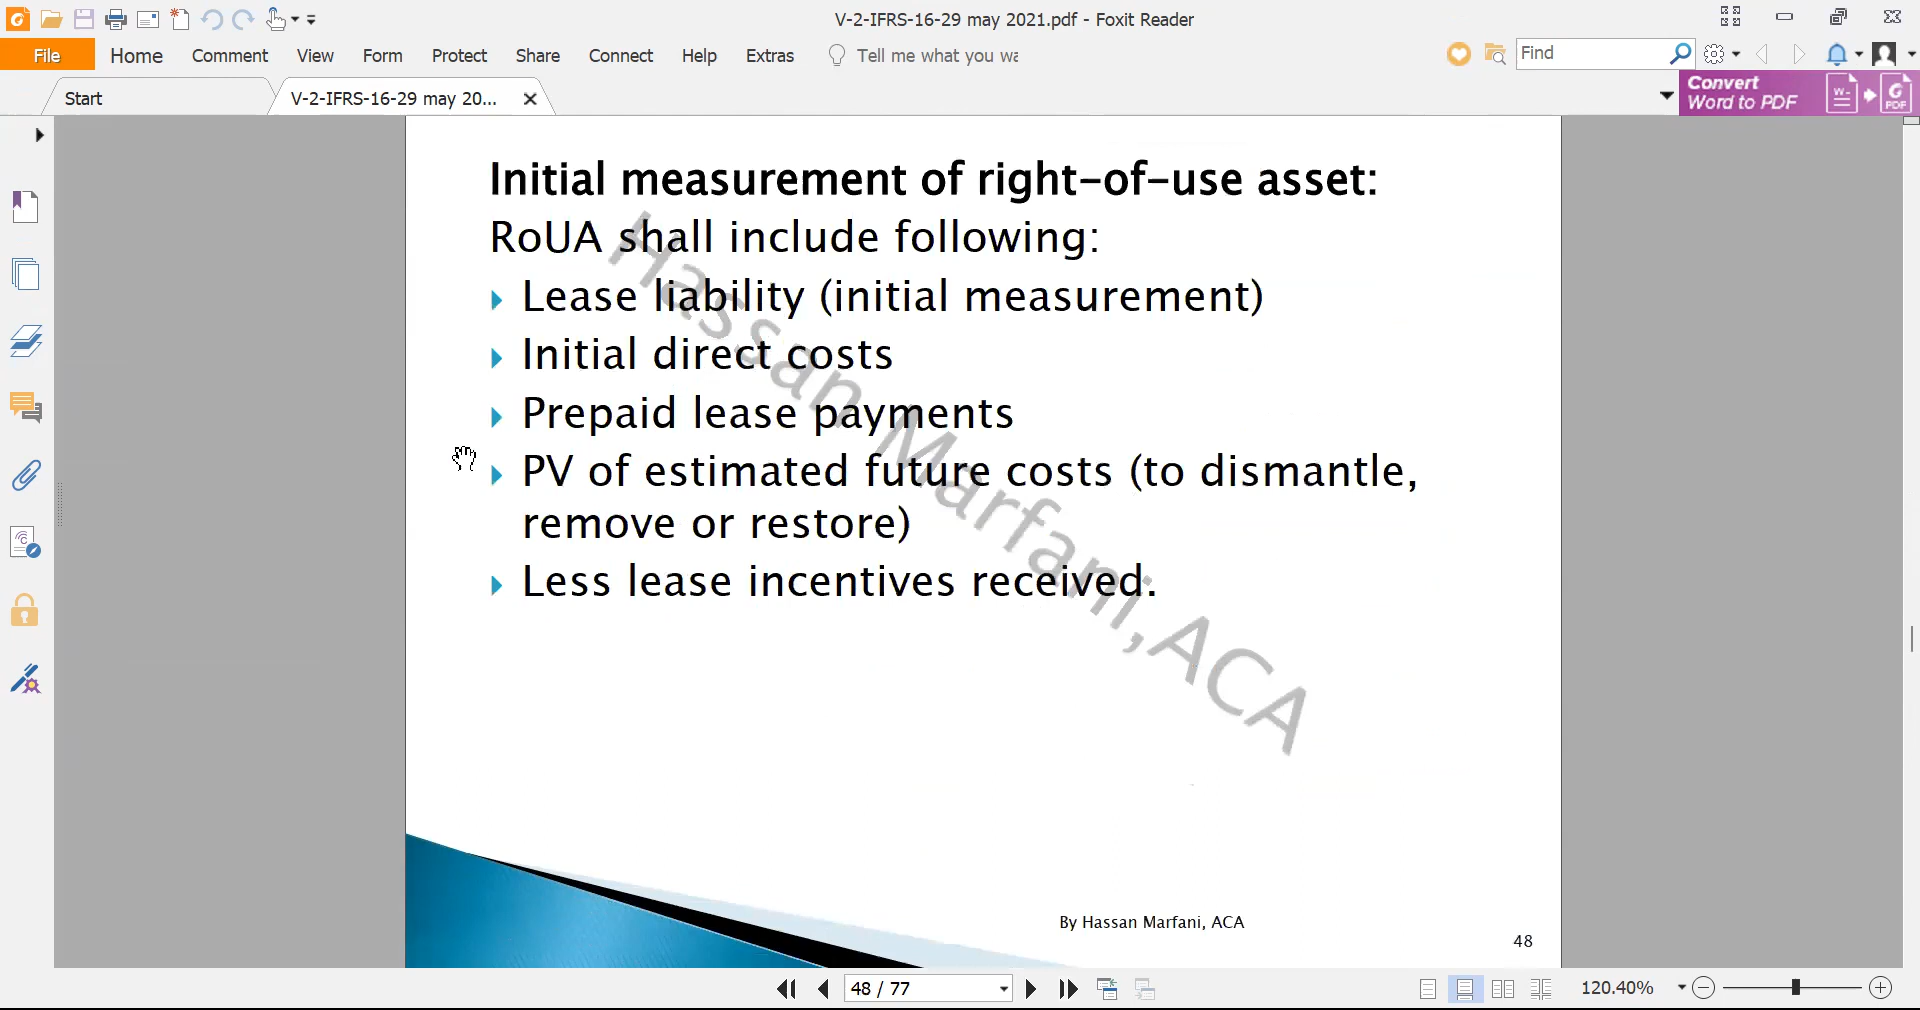 V-2-IFRS-16-29 may 2021.pdf - Foxit Reader
File Home Comment View Form Protect Share Connect Help Extras Tell me what you wa Find
Start V-2-IFRS-16-29 may 20...
Convert
Word to PDF
Initial measurement of right-of-use asset:
RoUA shall include following:
Lease liability (initial measurement)
Initial direct costs
Prepaid lease payments
PV of estimated future costs (to dismantle,
remove or restore)
Less lease incentives received.
Hassan Marfani, ACA
By Hassan Marfani, ACA
48
48 / 77
120.40%